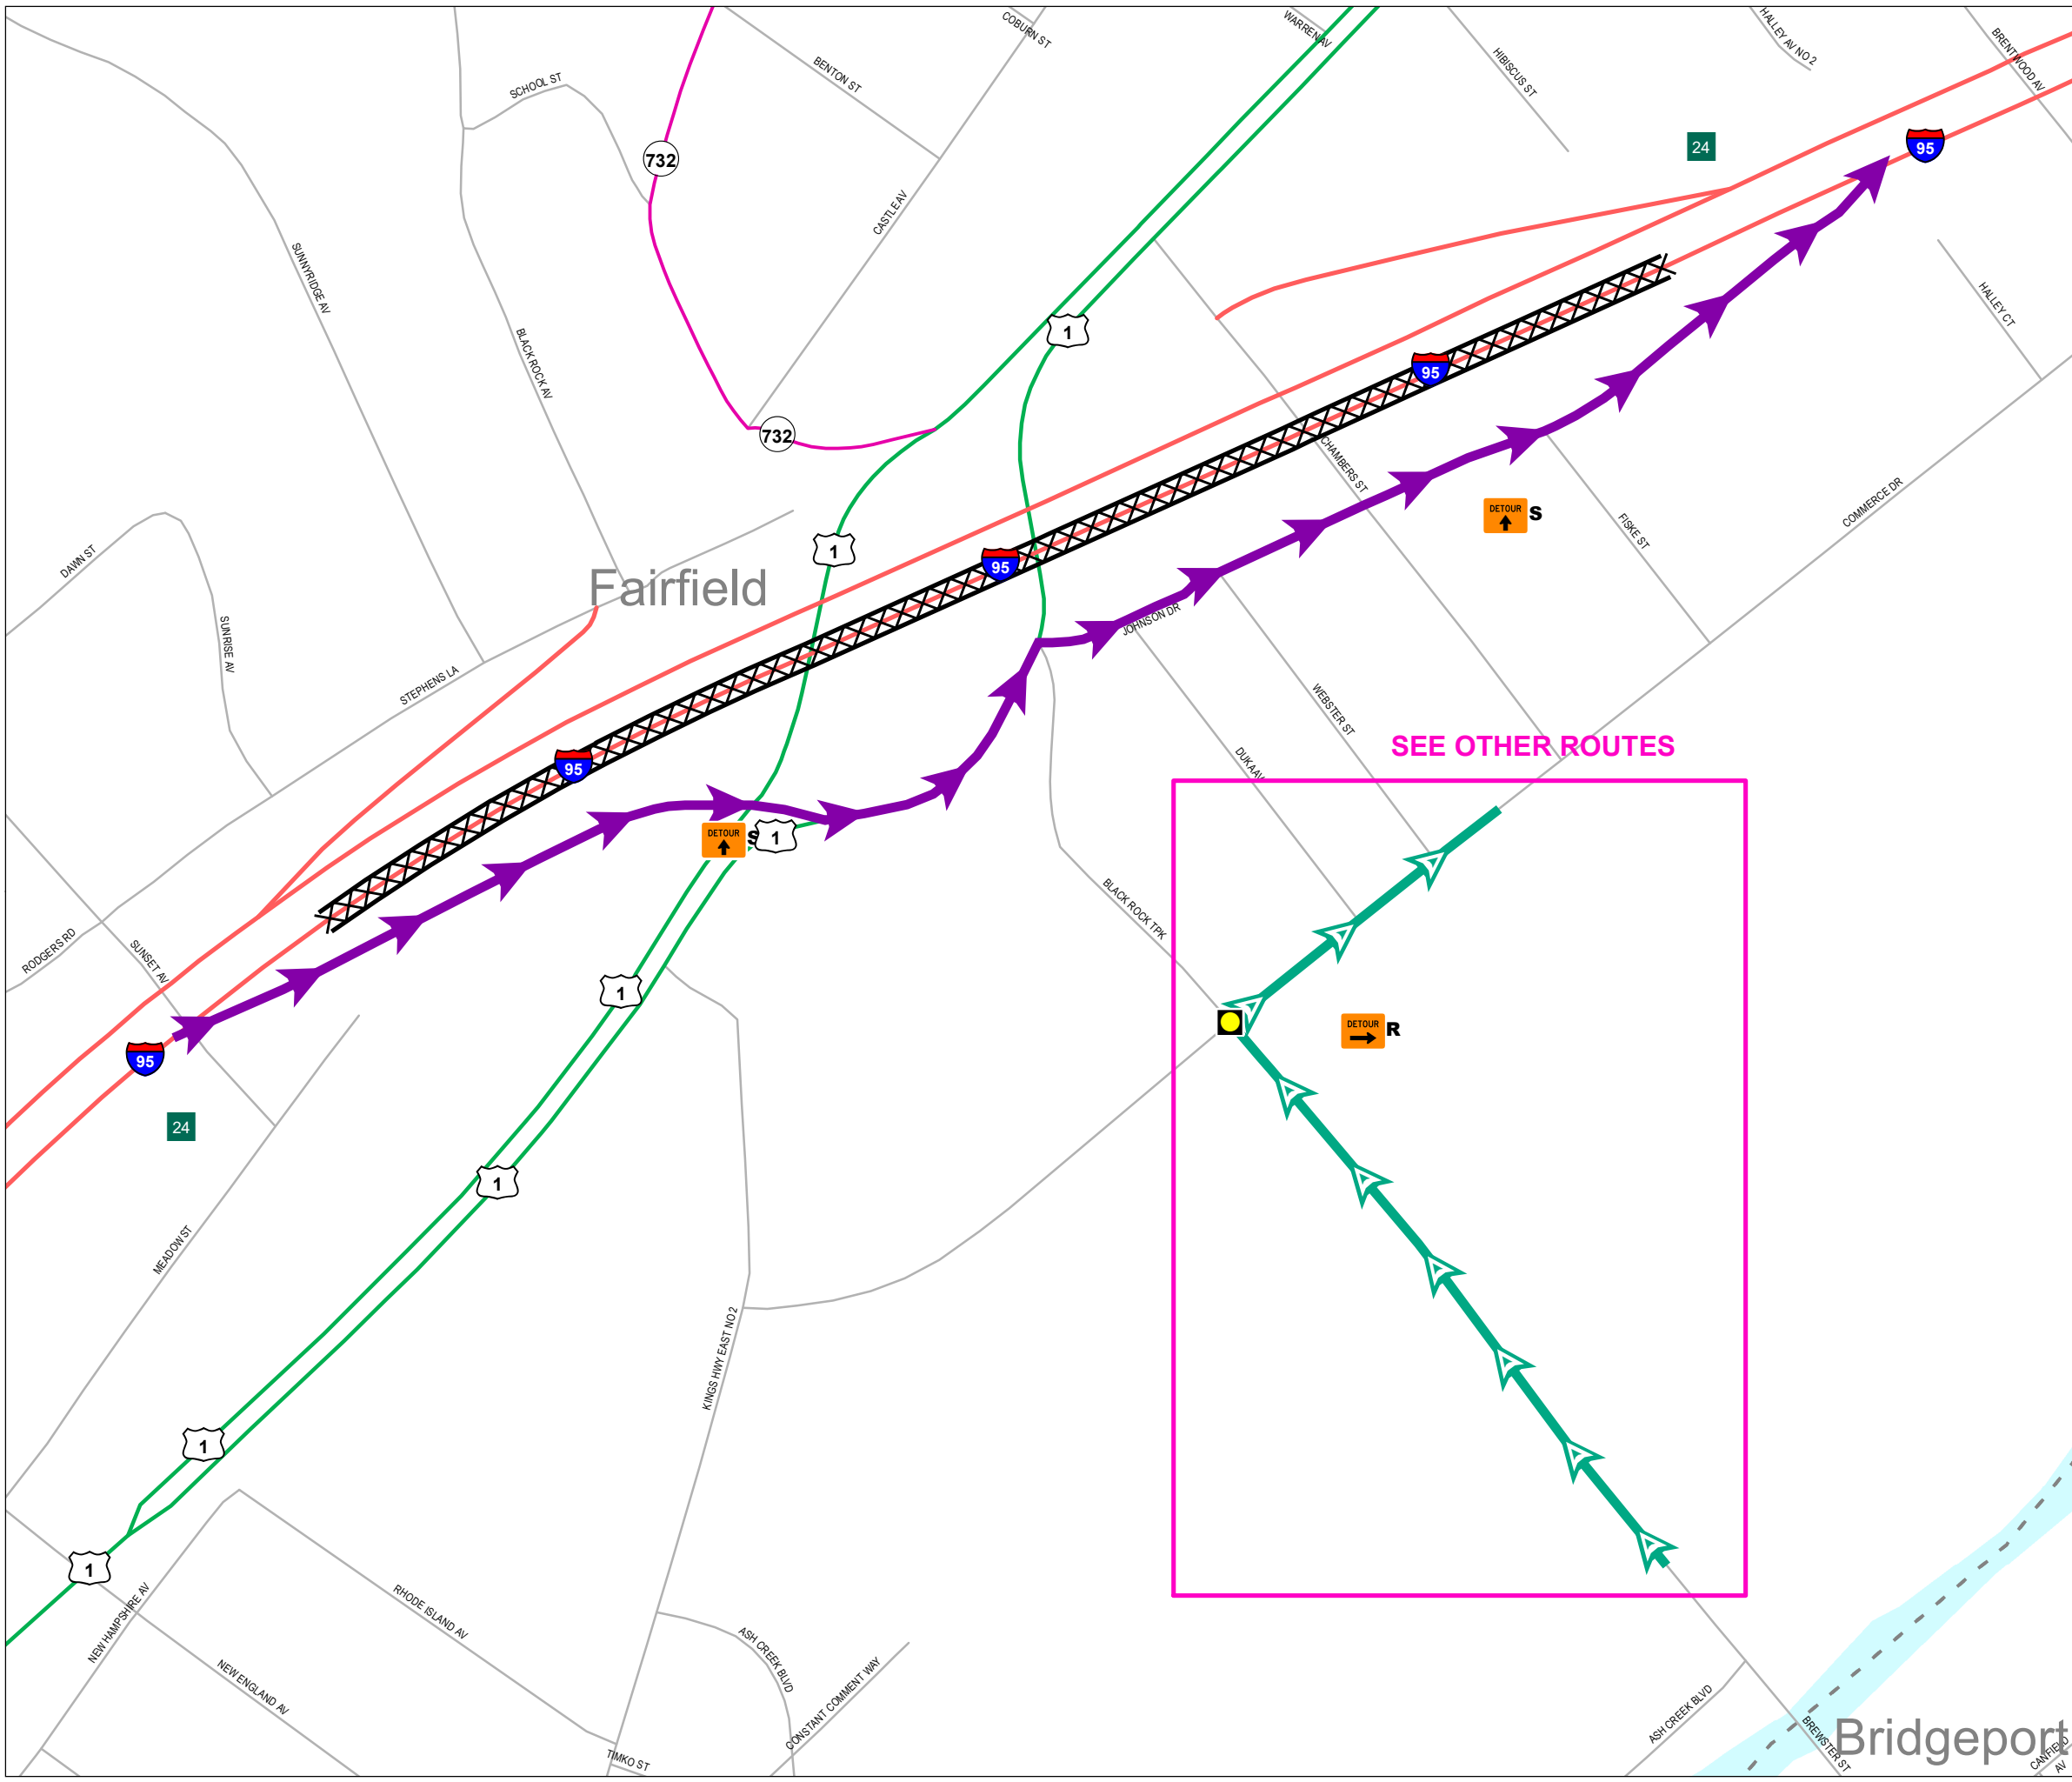 COBURN ST
WARREN AV
HALLEY AV NO 2
BRENTWOOD AV
HIBISCUS ST
BENTON ST
SCHOOL ST
24
95
732
CASTLE AV
SUNNYRIDGE AV
HALLEY CT
1
BLACK ROCK AV
95
732
CHAMBERS ST
COMMERCE DR
DETOUR
S
FISKE ST
1
95
DAWN ST
Fairfield
JOHNSON DR
SUNRISE AV
STEPHENS LA
WEBSTER ST
SEE OTHER ROUTES
95
DUKA AV
DETOUR
S
1
BLACK ROCK TPK
RODGERS RD
SUNSET AV
1
DETOUR
R
95
24
1
MEADOW ST
KINGS HWY EAST NO 2
1
1
NEW HAMPSHIRE AV
RHODE ISLAND AV
NEW ENGLAND AV
ASH CREEK BLVD
CONSTANT COMMENT WAY
TIMKO ST
ASH CREEK BLVD
BREWSTER ST
Bridgeport
CANFIELD
AV